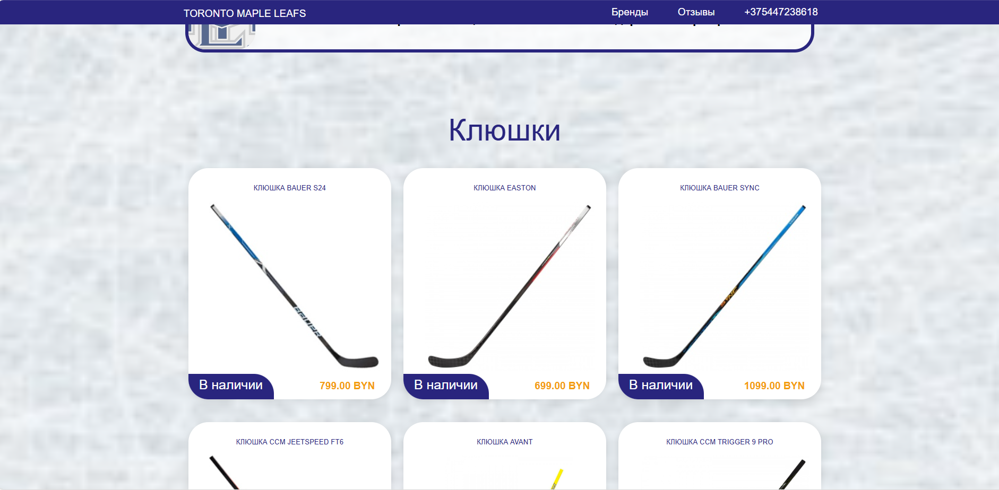 TORONTO MAPLE LEAFS
Бренды
Отзывы
+375447238618
Клюшки
КЛЮШКА BAUER S24
КЛЮШКА EASTON
КЛЮШКА BAUER SYNC
BAUER
SYNC
В наличии
799.00 BYN
В наличии
699.00 BYN
В наличии
1099.00 BYN
КЛЮШКА CCM JEETSPEED FT6
КЛЮШКА AVANT
КЛЮШКА CCM TRIGGER 9 PRO